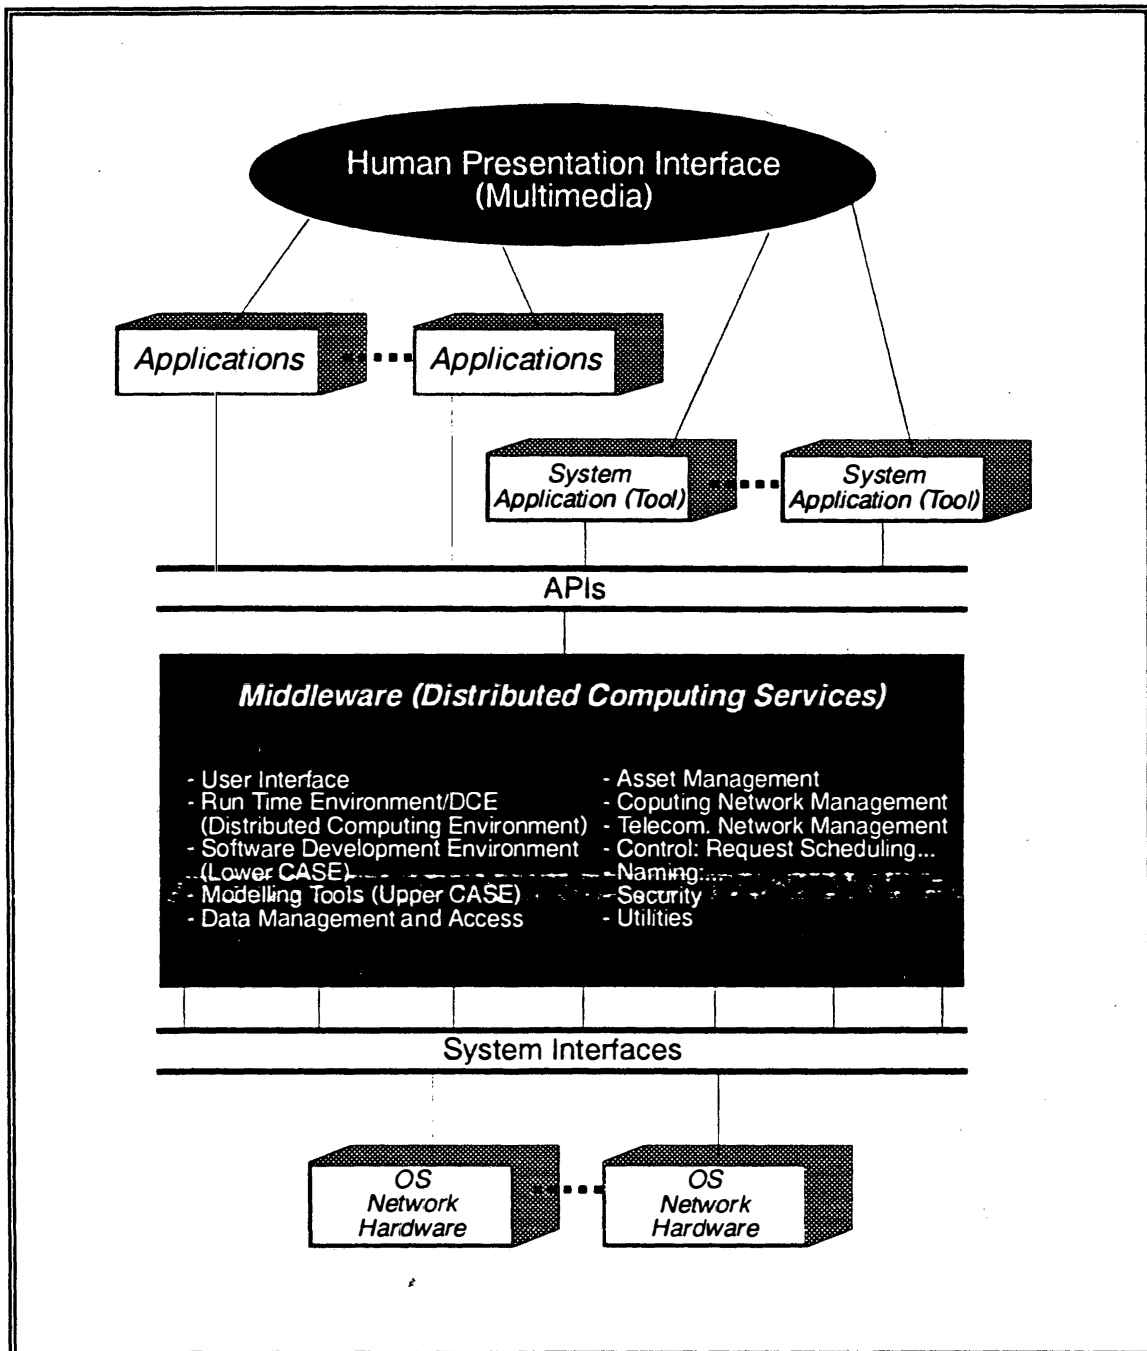 Human Presentation Interface
(Multimedia)
Applications
Applications
System
Application (Tool)
System
Application (Tool)
APIs
Middleware (Distributed Computing Services)
- User Interface
- Run Time Environment/DCE
(Distributed Computing Environment)
- Software Development Environment
(Lower CASE)
- Modelling Tools (Upper CASE)
- Data Management and Access
- Asset Management
- Coputing Network Management
- Telecom. Network Management
- Control: Request Scheduling...
- Naming:...
- Security
- Utilities
System Interfaces
OS
Network
Hardware
OS
Network
Hardware